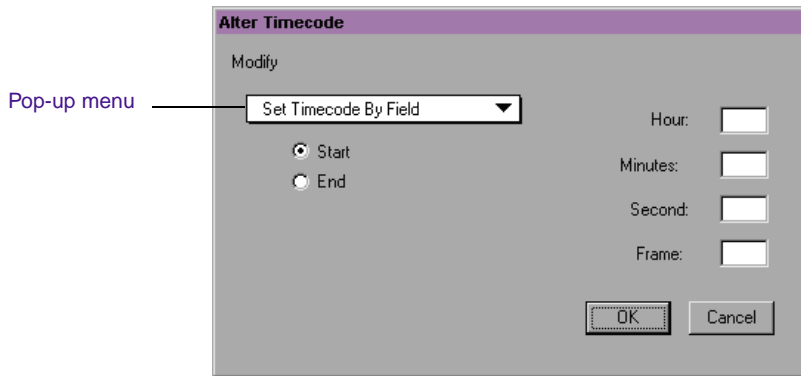 Alter Timecode
Modify
Pop-up menu
Set Timecode By Field
Start
End
Hour:
Minutes:
Second:
Frame:
OK
Cancel